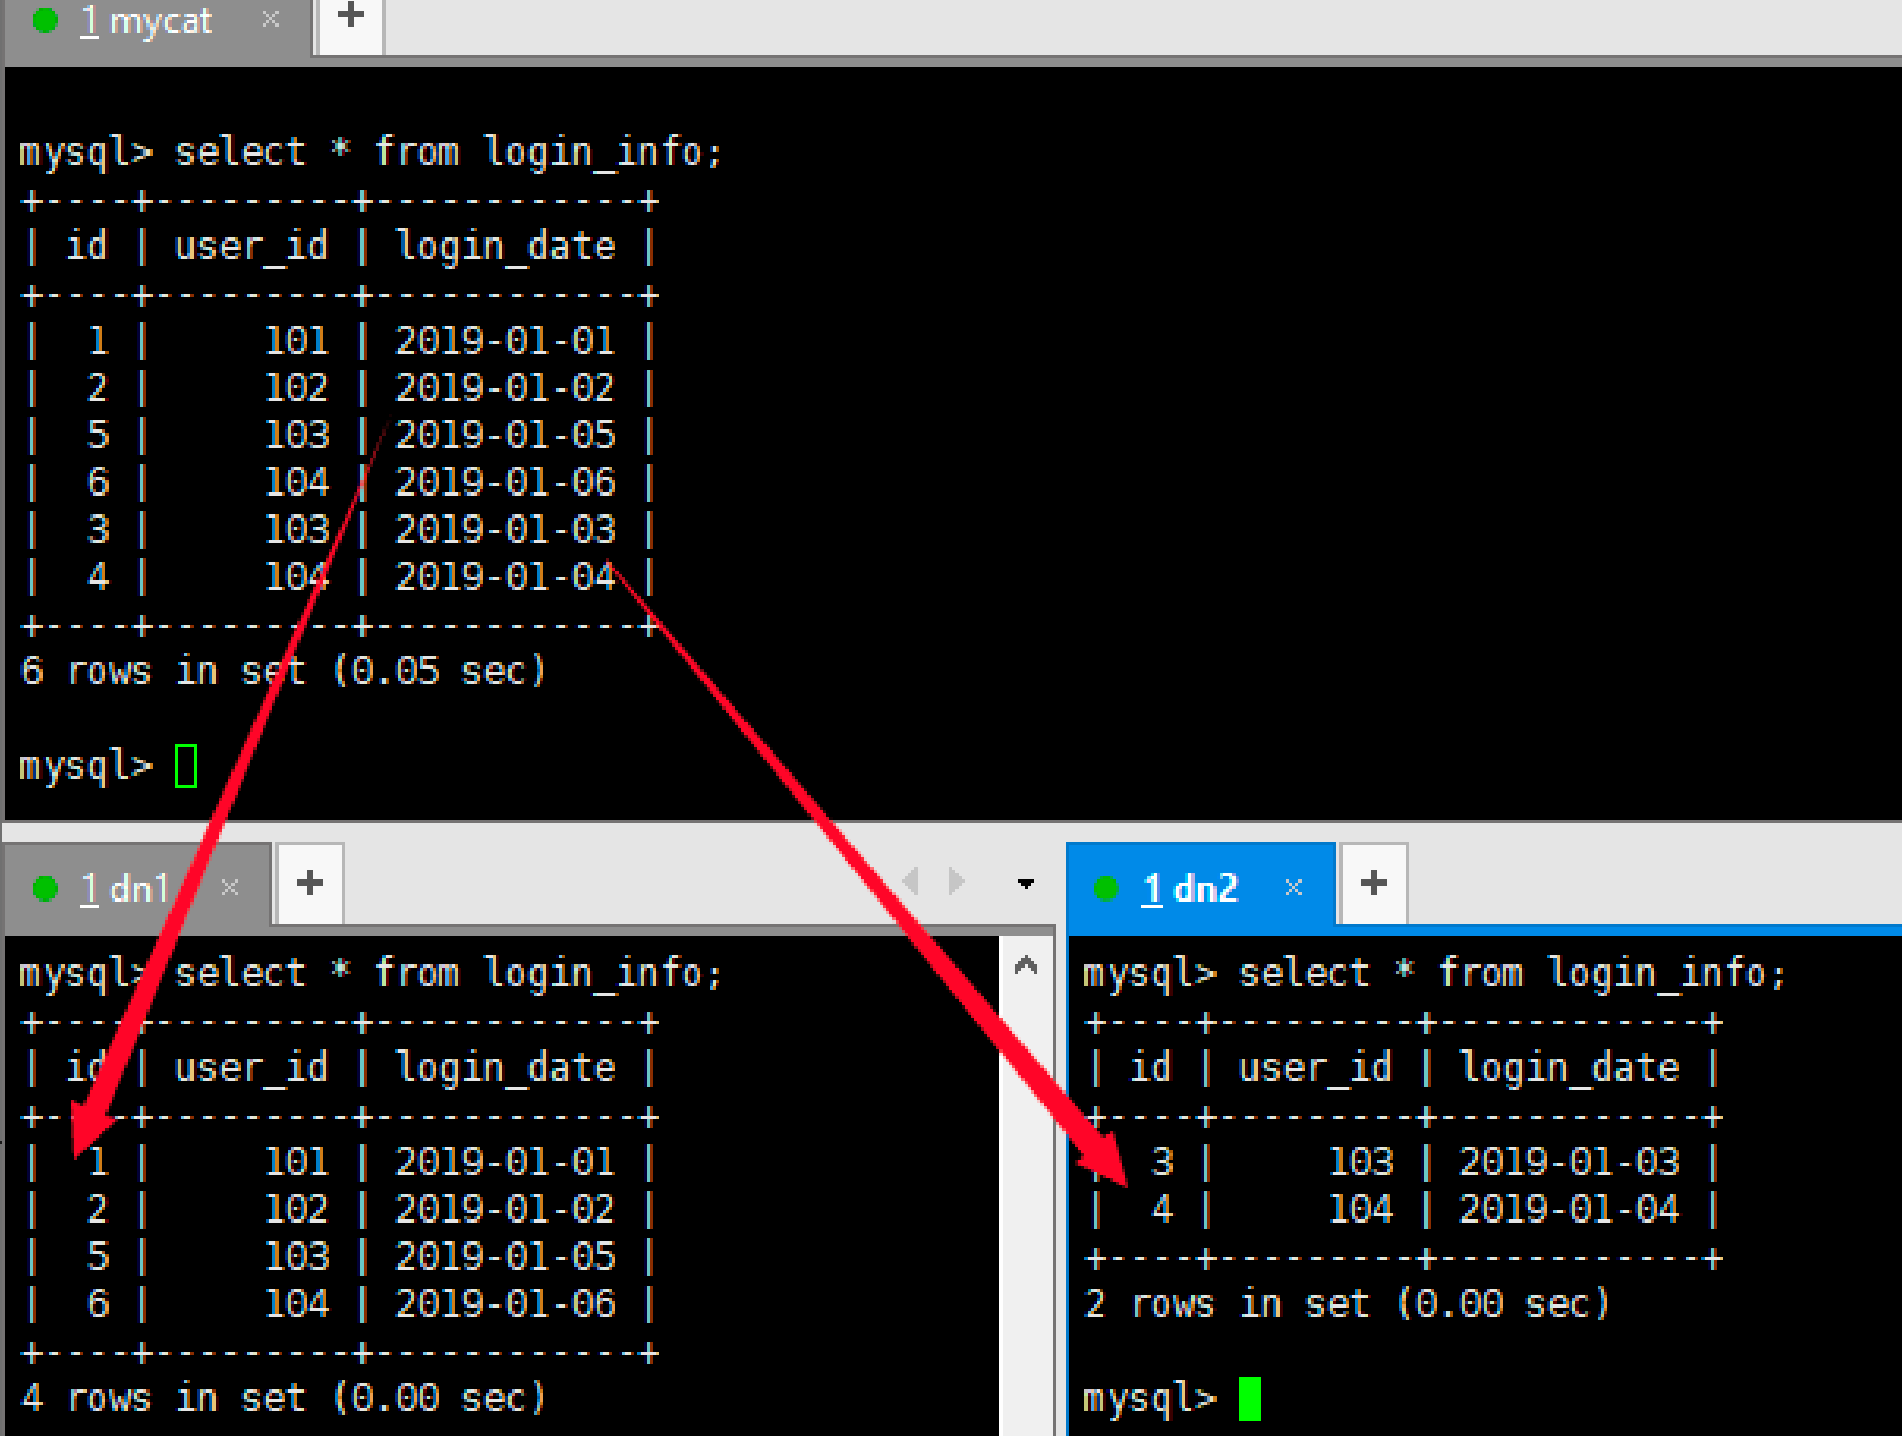 1 mycat × +
mysql> select * from login_info;
+----+---------+------------+
| id | user_id | login_date |
+----+---------+------------+
|  1 |     101 | 2019-01-01 |
|  2 |     102 | 2019-01-02 |
|  5 |     103 | 2019-01-05 |
|  6 |     104 | 2019-01-06 |
|  3 |     103 | 2019-01-03 |
|  4 |     104 | 2019-01-04 |
+----+---------+------------+
6 rows in set (0.05 sec)
mysql>
1 dn1 × +
mysql> select * from login_info;
+----+---------+------------+
| id | user_id | login_date |
+----+---------+------------+
|  1 |     101 | 2019-01-01 |
|  2 |     102 | 2019-01-02 |
|  5 |     103 | 2019-01-05 |
|  6 |     104 | 2019-01-06 |
+----+---------+------------+
4 rows in set (0.00 sec)
1 dn2 × +
mysql> select * from login_info;
+----+---------+------------+
| id | user_id | login_date |
+----+---------+------------+
|  3 |     103 | 2019-01-03 |
|  4 |     104 | 2019-01-04 |
+----+---------+------------+
2 rows in set (0.00 sec)
mysql>